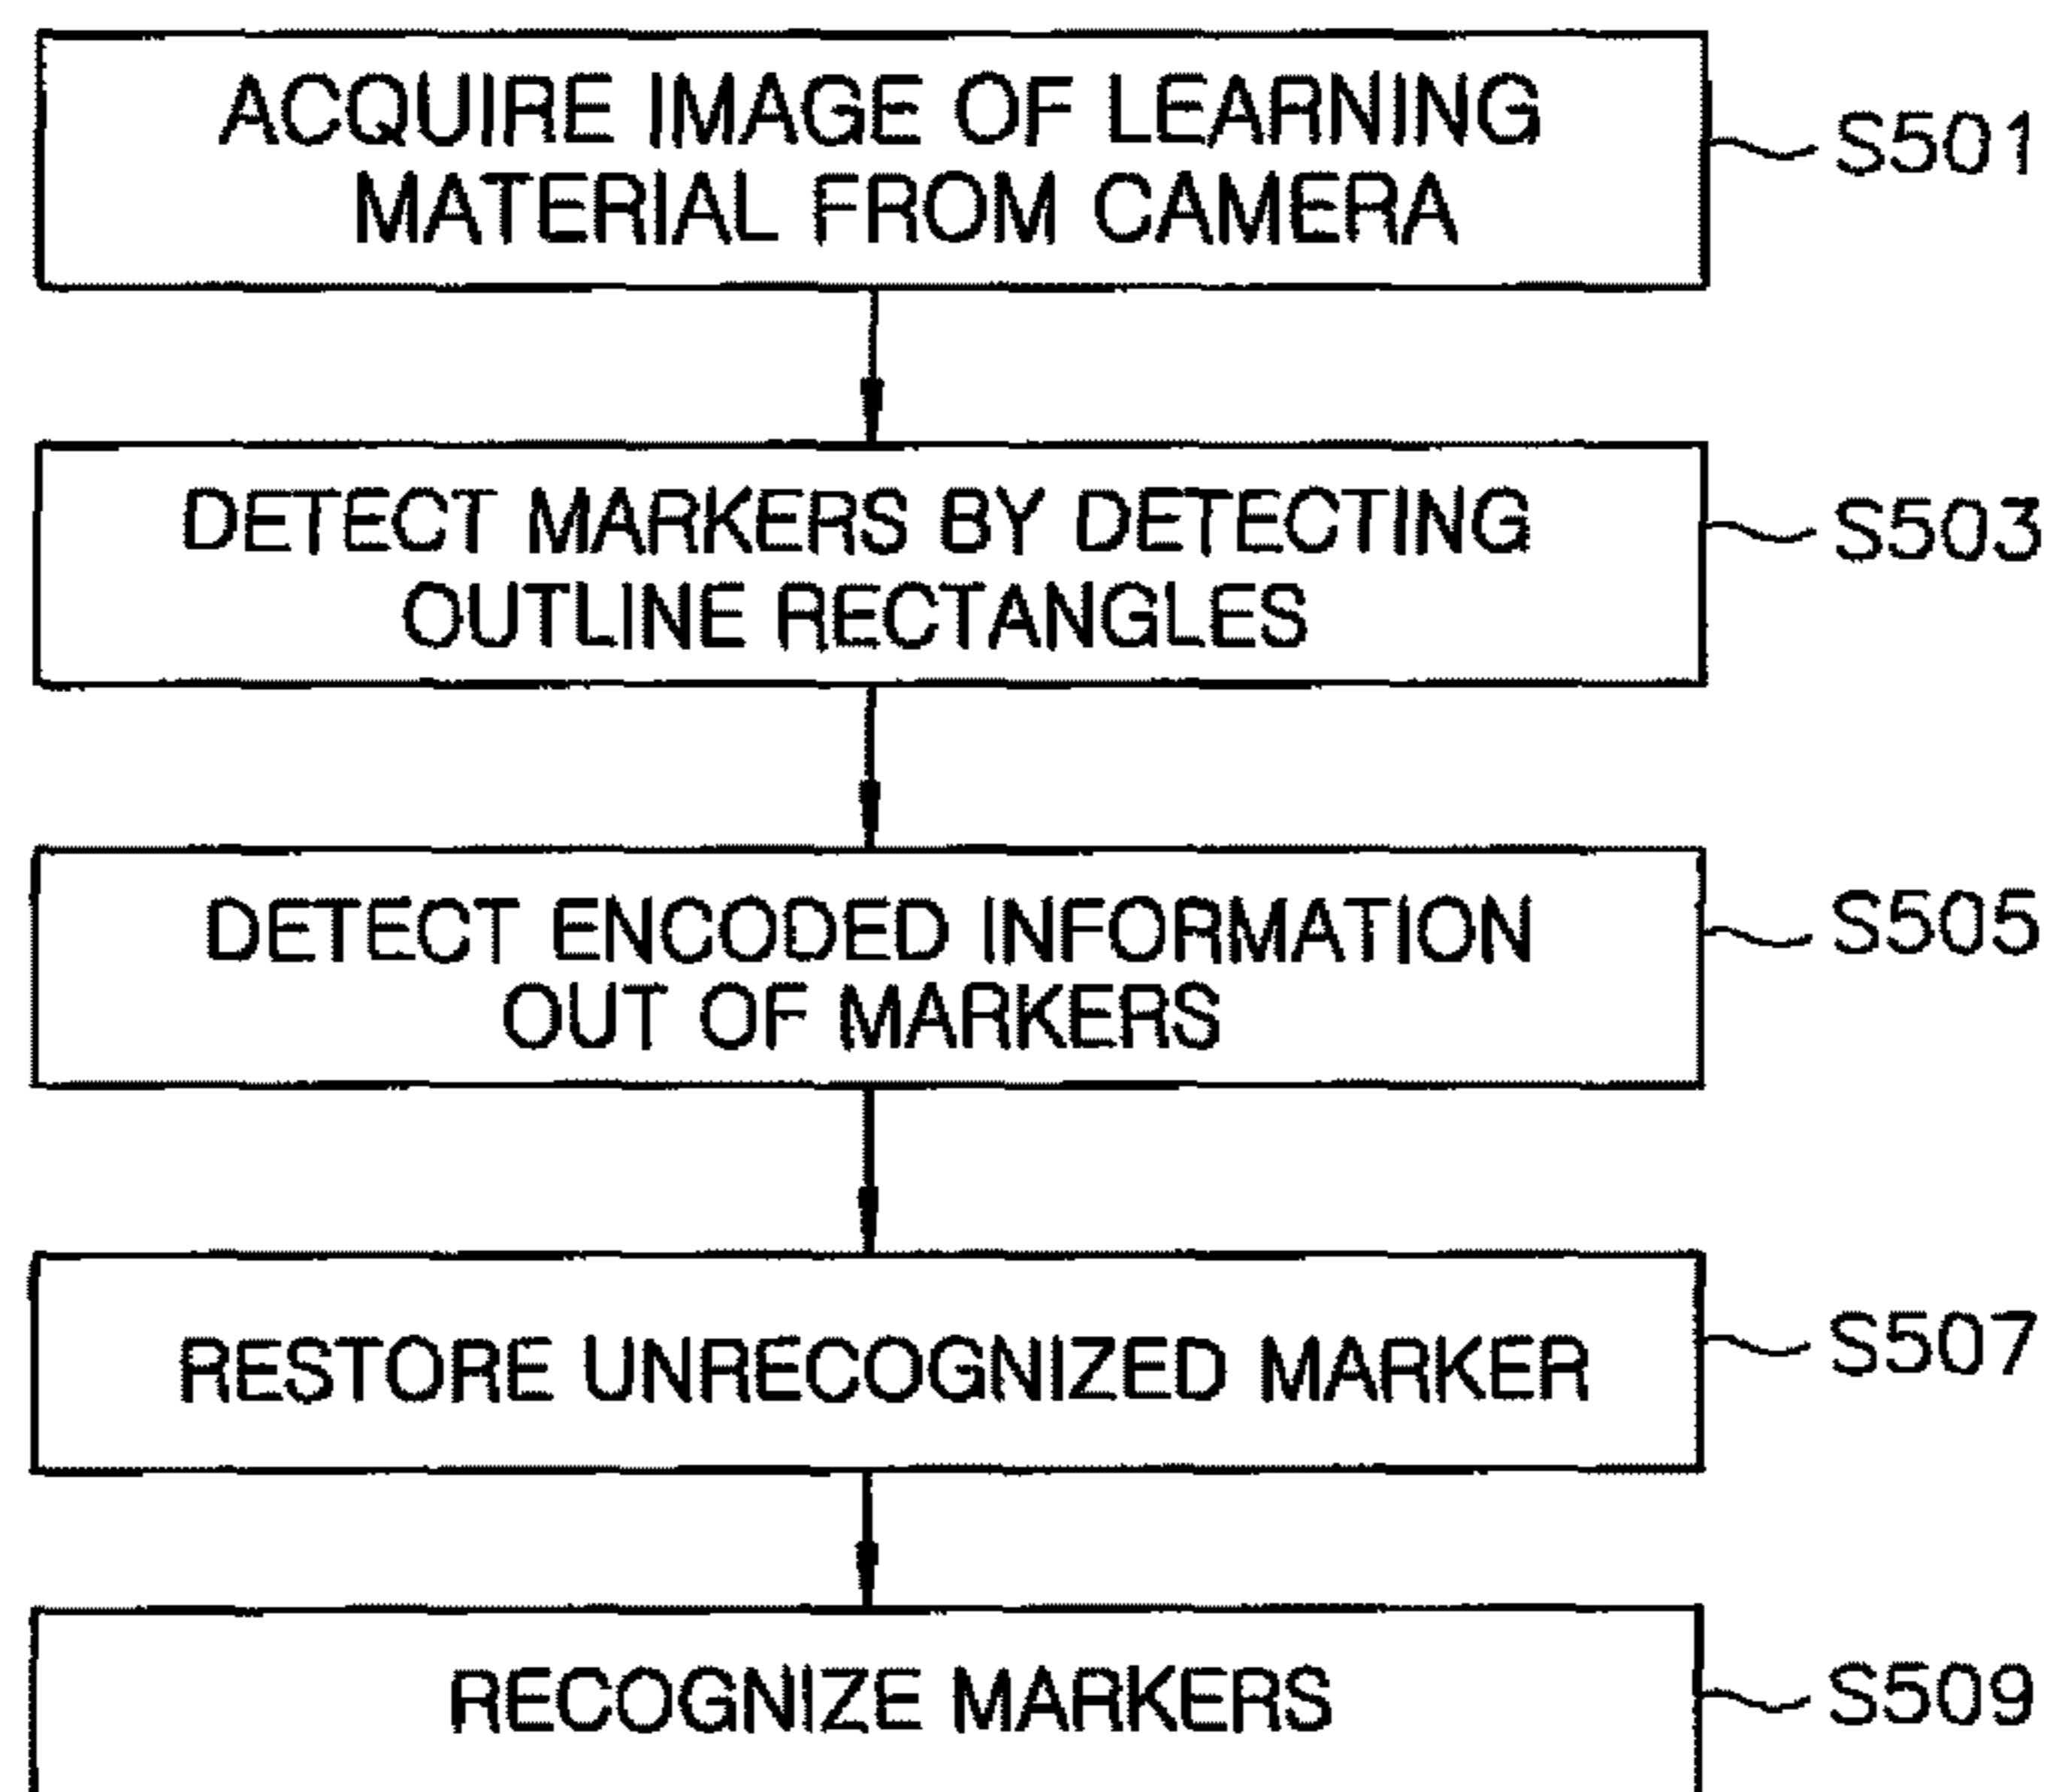 ACQUIRE IMAGE OF LEARNING
MATERIAL FROM CAMERA
S501
DETECT MARKERS BY DETECTING
OUTLINE RECTANGLES
S503
DETECT ENCODED INFORMATION
OUT OF MARKERS
S505
RESTORE UNRECOGNIZED MARKER
S507
RECOGNIZE MARKERS
S509